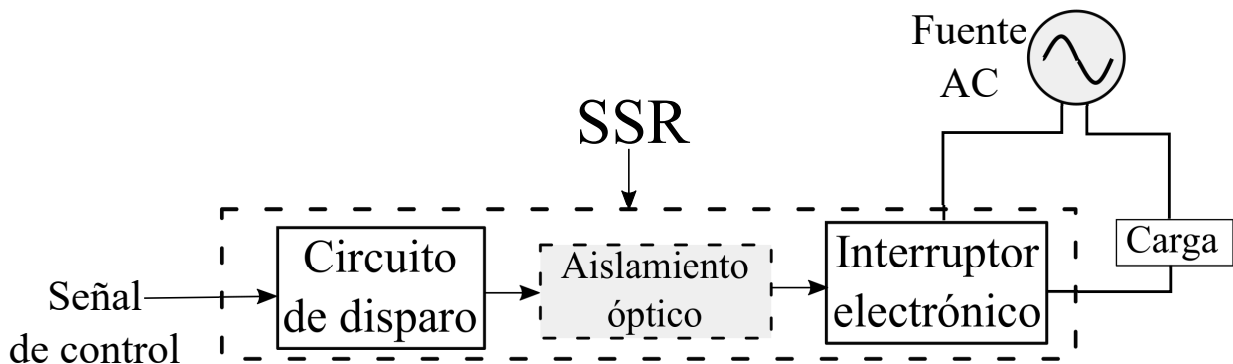 Fuente
AC
SSR
Circuito
de disparo
Aislamiento
óptico
Interruptor
electrónico
Carga
Señal
de control